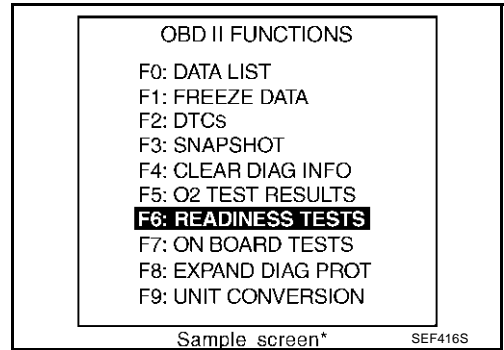 OBD II FUNCTIONS
F0: DATA LIST
F1: FREEZE DATA
F2: DTCs
F3: SNAPSHOT
F4: CLEAR DIAG INFO
F5: O2 TEST RESULTS
F6: READINESS TESTS
F7: ON BOARD TESTS
F8: EXPAND DIAG PROT
F9: UNIT CONVERSION
Sample screen*
SEF416S